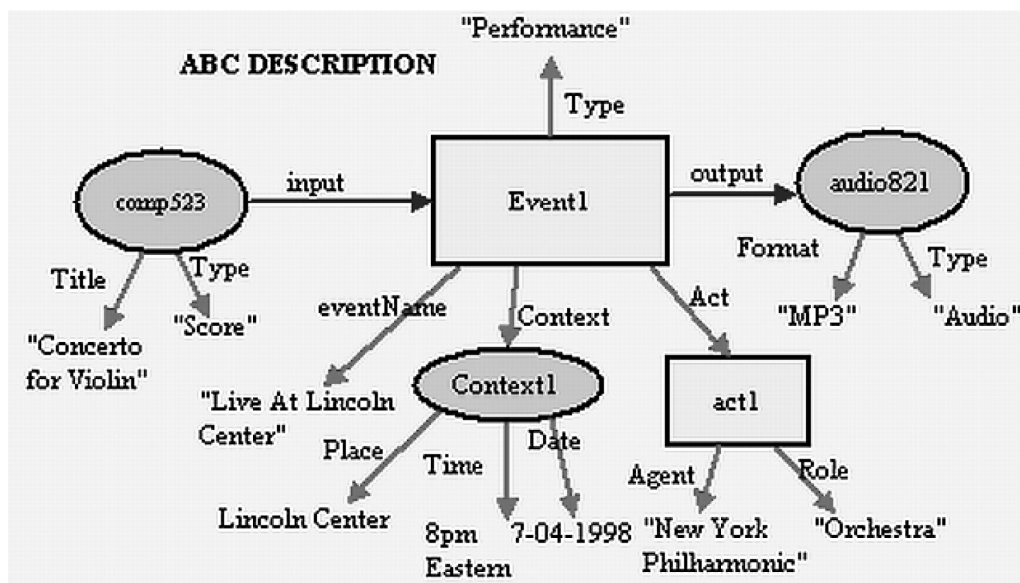 "Performance"
ABC DESCRIPTION
Type
comp523
input
Event1
output
audio821
Title
Type
eventName
Context
Act
Format
Type
"Concerto
for Violin"
"Score"
"MP3"
"Audio"
"Live At Lincoln
Center"
Context1
act1
Place
Time
Date
Agent
Role
Lincoln Center
8pm
Eastern
7-04-1998
"New York
Philharmonic"
"Orchestra"